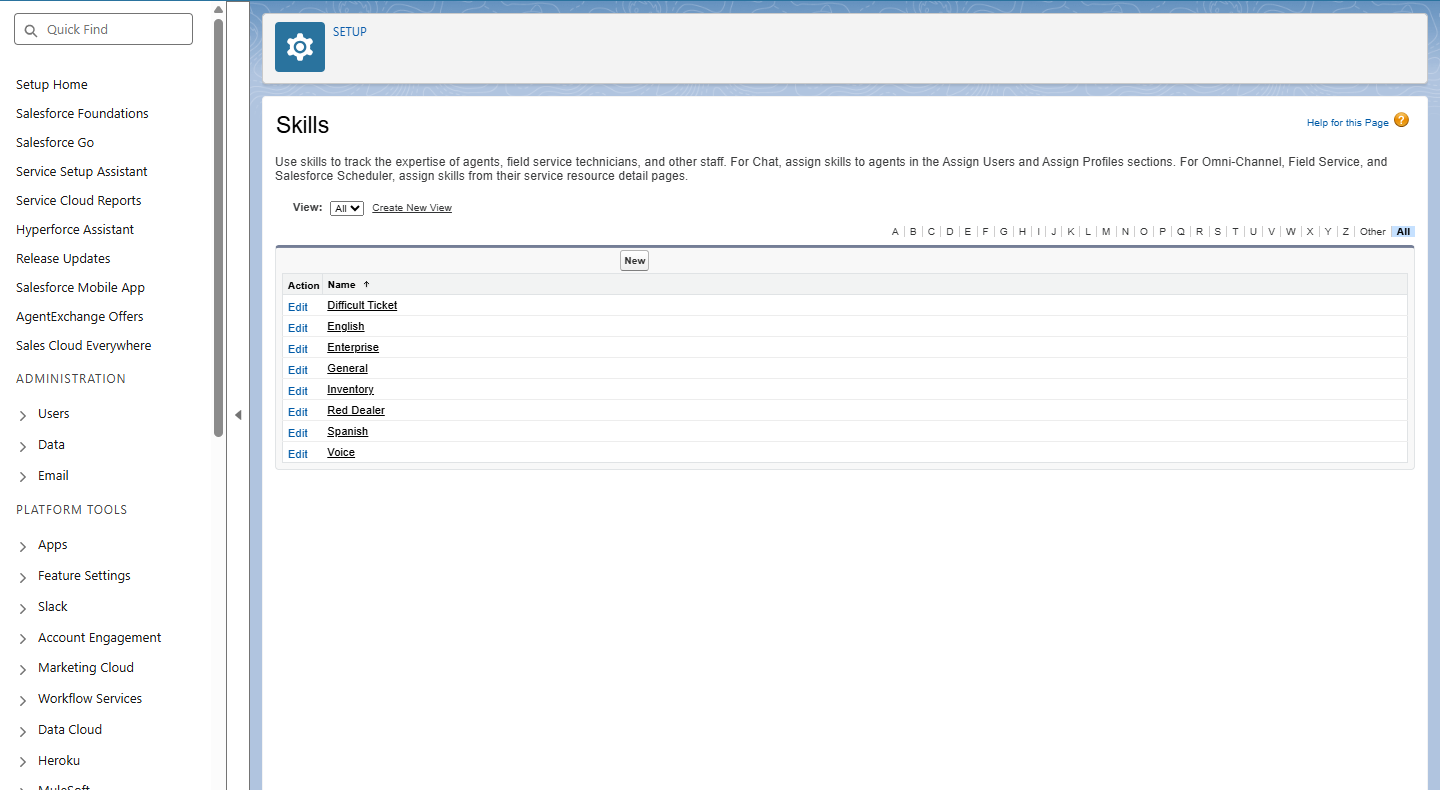 Quick Find
Setup Home
Salesforce Foundations
Salesforce Go
Service Setup Assistant
Service Cloud Reports
Hyperforce Assistant
Release Updates
Salesforce Mobile App
AgentExchange Offers
Sales Cloud Everywhere
ADMINISTRATION
Users
Data
Email
PLATFORM TOOLS
Apps
Feature Settings
Slack
Account Engagement
Marketing Cloud
Workflow Services
Data Cloud
Heroku
MuleSoft
SETUP
Skills
Help for this Page ?
Use skills to track the expertise of agents, field service technicians, and other staff. For Chat, assign skills to agents in the Assign Users and Assign Profiles sections. For Omni-Channel, Field Service, and
Salesforce Scheduler, assign skills from their service resource detail pages.
View: All Create New View
A | B | C | D | E | F | G | H | I | J | K | L | M | N | O | P | Q | R | S | T | U | V | W | X | Y | Z | Other | All
New
Action Name ↑
Edit Difficult Ticket
Edit English
Edit Enterprise
Edit General
Edit Inventory
Edit Red Dealer
Edit Spanish
Edit Voice